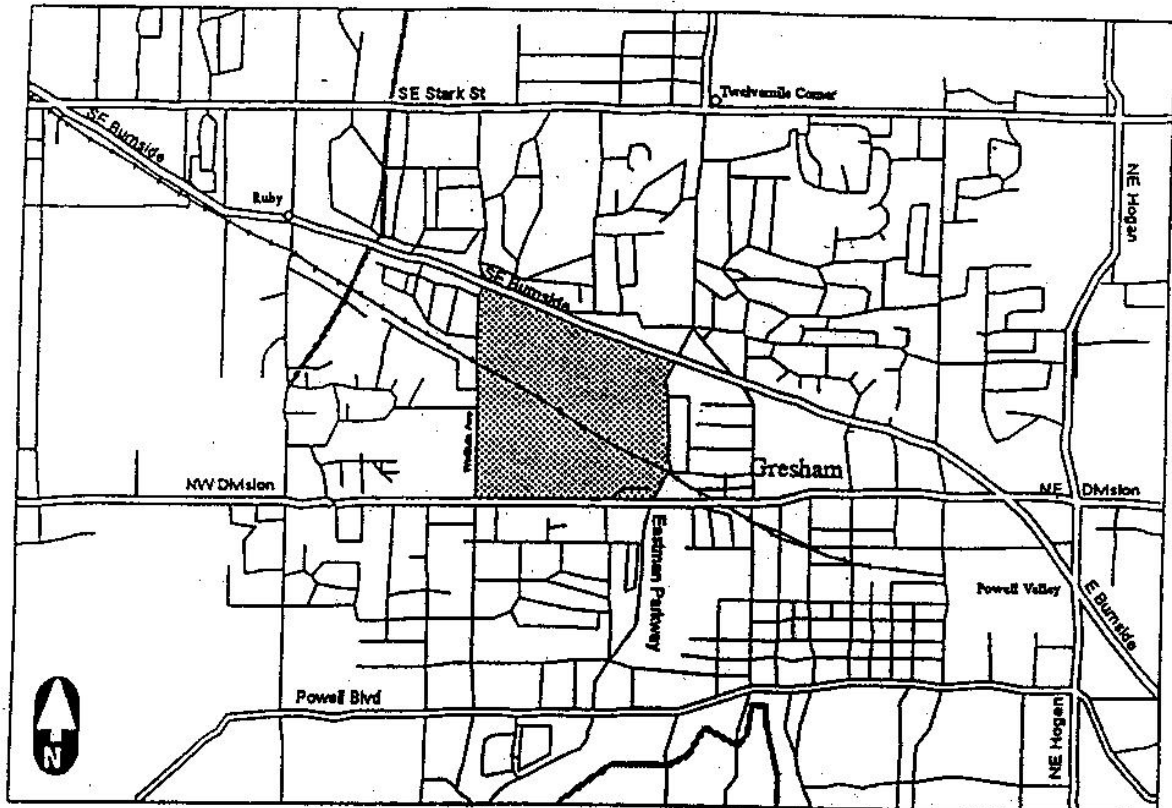 SE Stark St
Twelvemile Corner
SE Burnside
NE Hogan
Ruby
SE Burnside
Gresham
NW Division
NE Division
Eastman Parkway
Powell Valley
E Burnside
Powell Blvd
NE Hogan
N